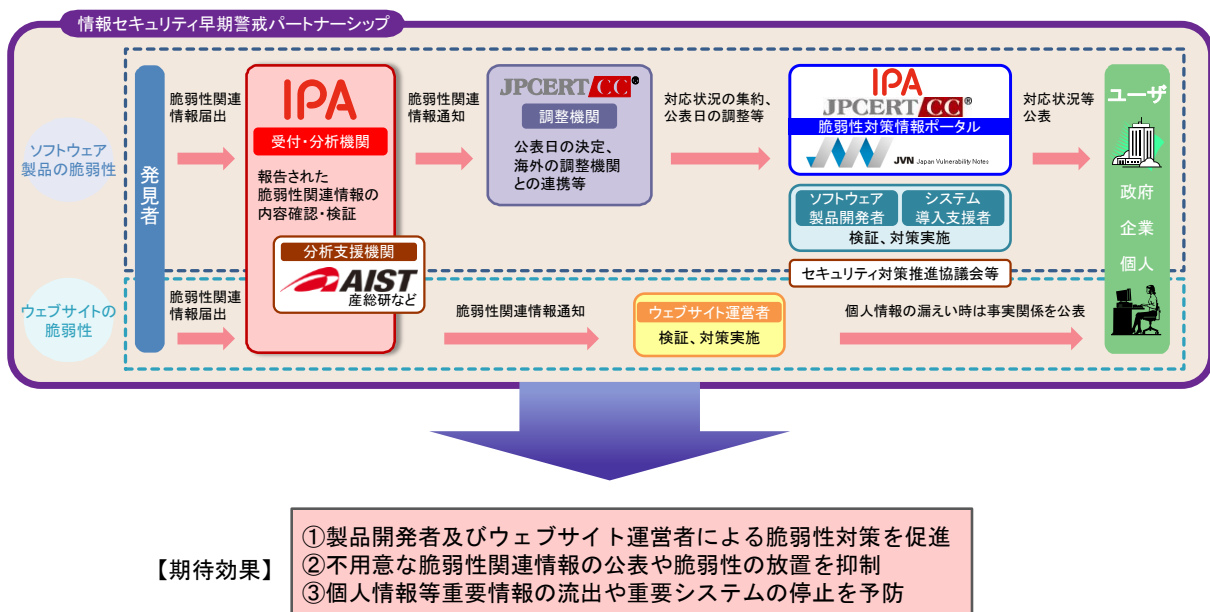 情報セキュリティ早期警戒パートナーシップ
ソフトウェア
製品の脆弱性
発見者
脆弱性関連
情報届出
IPA
受付・分析機関
報告された
脆弱性関連情報の
内容確認・検証
分析支援機関
AIST
産総研など
脆弱性関連
情報通知
JPCERT CC®
調整機関
公表日の決定、
海外の調整機関
との連携等
対応状況の集約、
公表日の調整等
IPA
JPCERT CC®
脆弱性対策情報ポータル
JVN Japan Vulnerability Notes
ソフトウェア
製品開発者
システム
導入支援者
検証、対策実施
セキュリティ対策推進協議会等
対応状況等
公表
ユーザ
政府
企業
個人
ウェブサイトの
脆弱性
脆弱性関連
情報届出
脆弱性関連情報通知
ウェブサイト運営者
検証、対策実施
個人情報の漏えい時は事実関係を公表
【期待効果】
①製品開発者及びウェブサイト運営者による脆弱性対策を促進
②不用意な脆弱性関連情報の公表や脆弱性の放置を抑制
③個人情報等重要情報の流出や重要システムの停止を予防